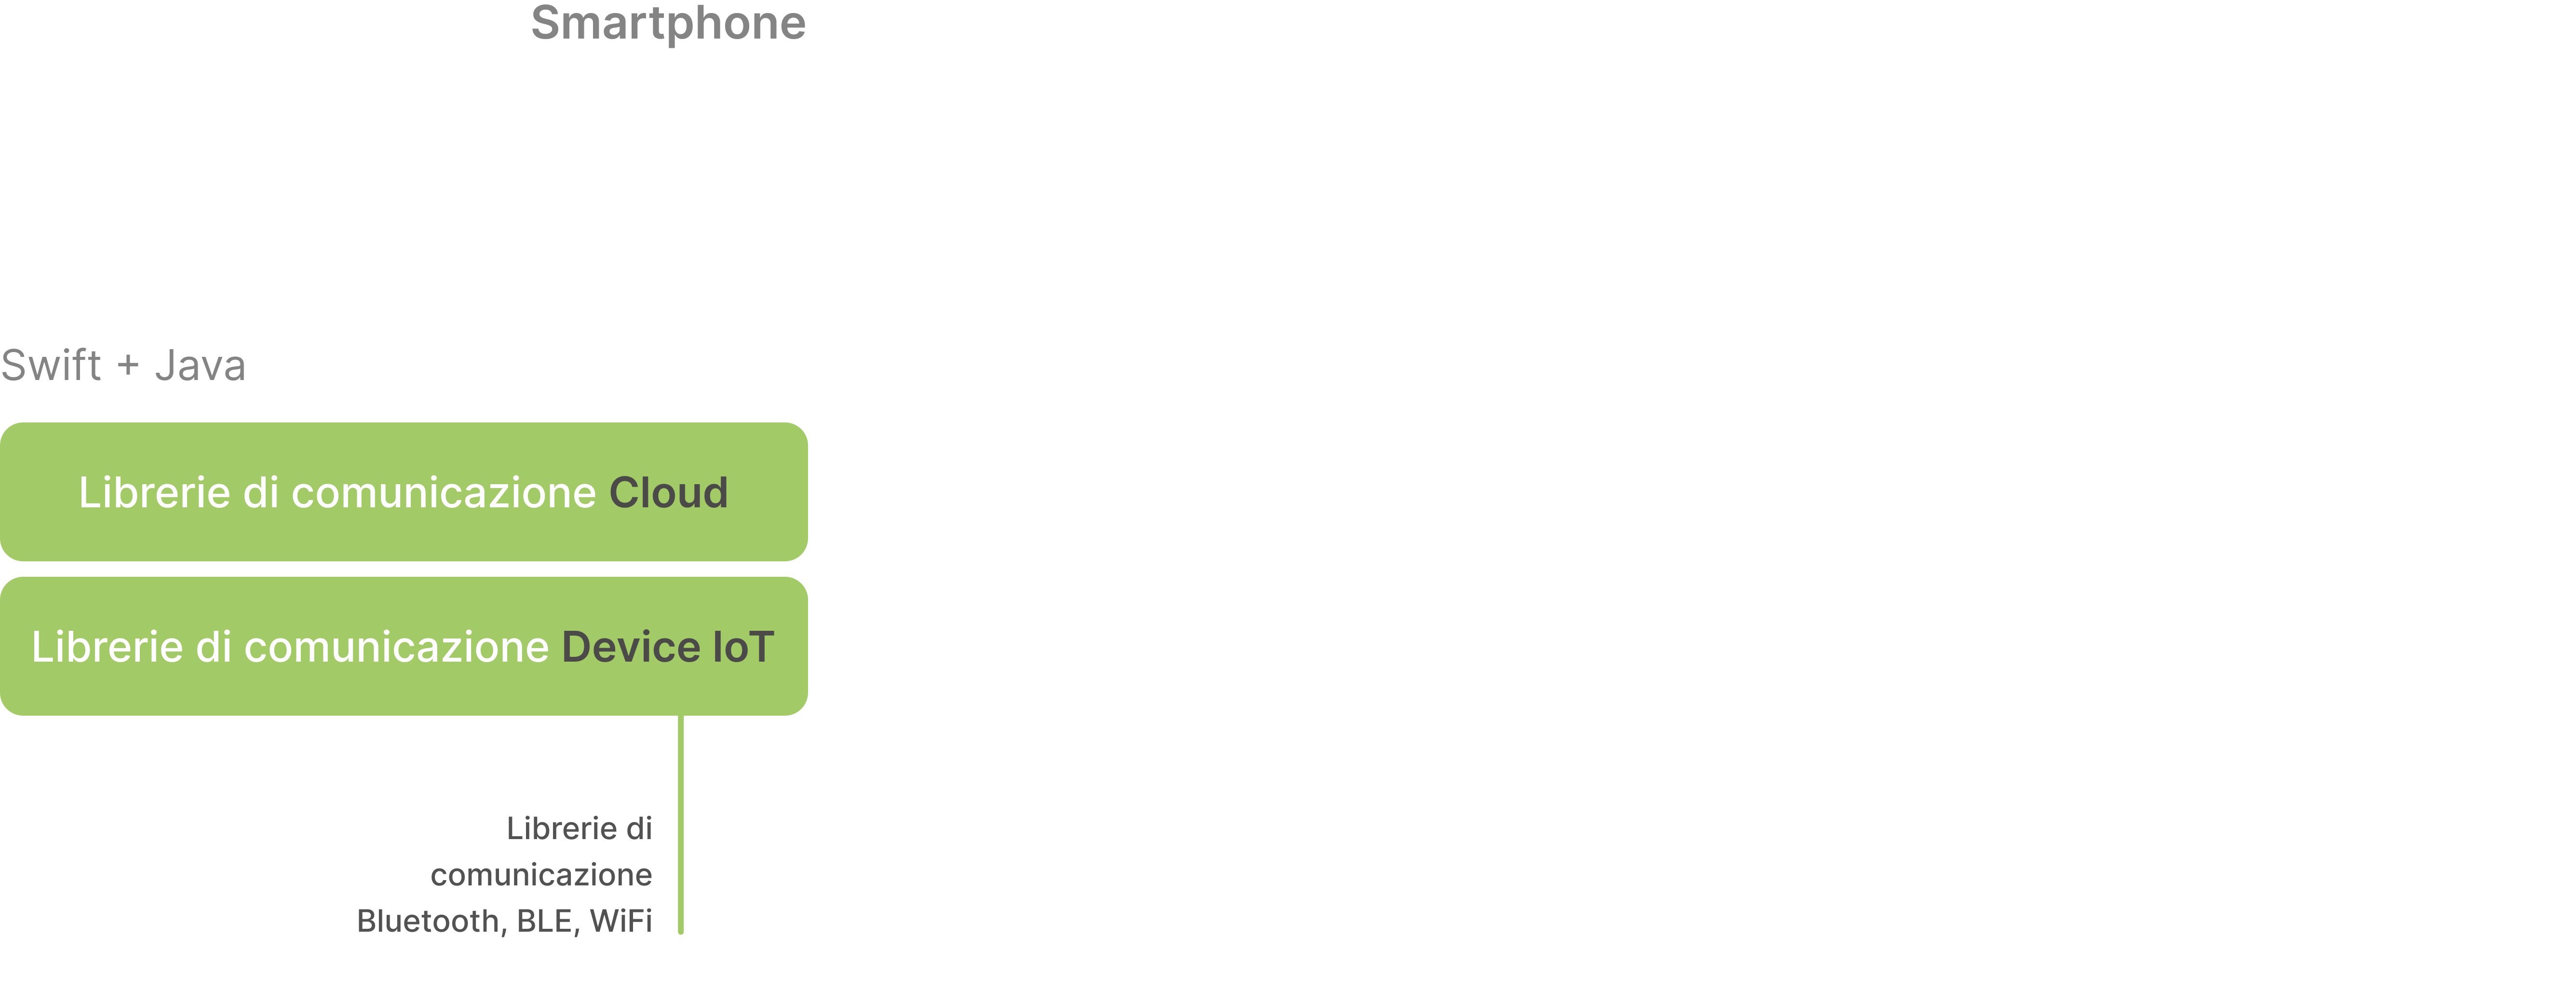 Smartphone
Swift + Java
Librerie di comunicazione Cloud
Librerie di comunicazione Device IoT
Librerie di
comunicazione
Bluetooth, BLE, WiFi